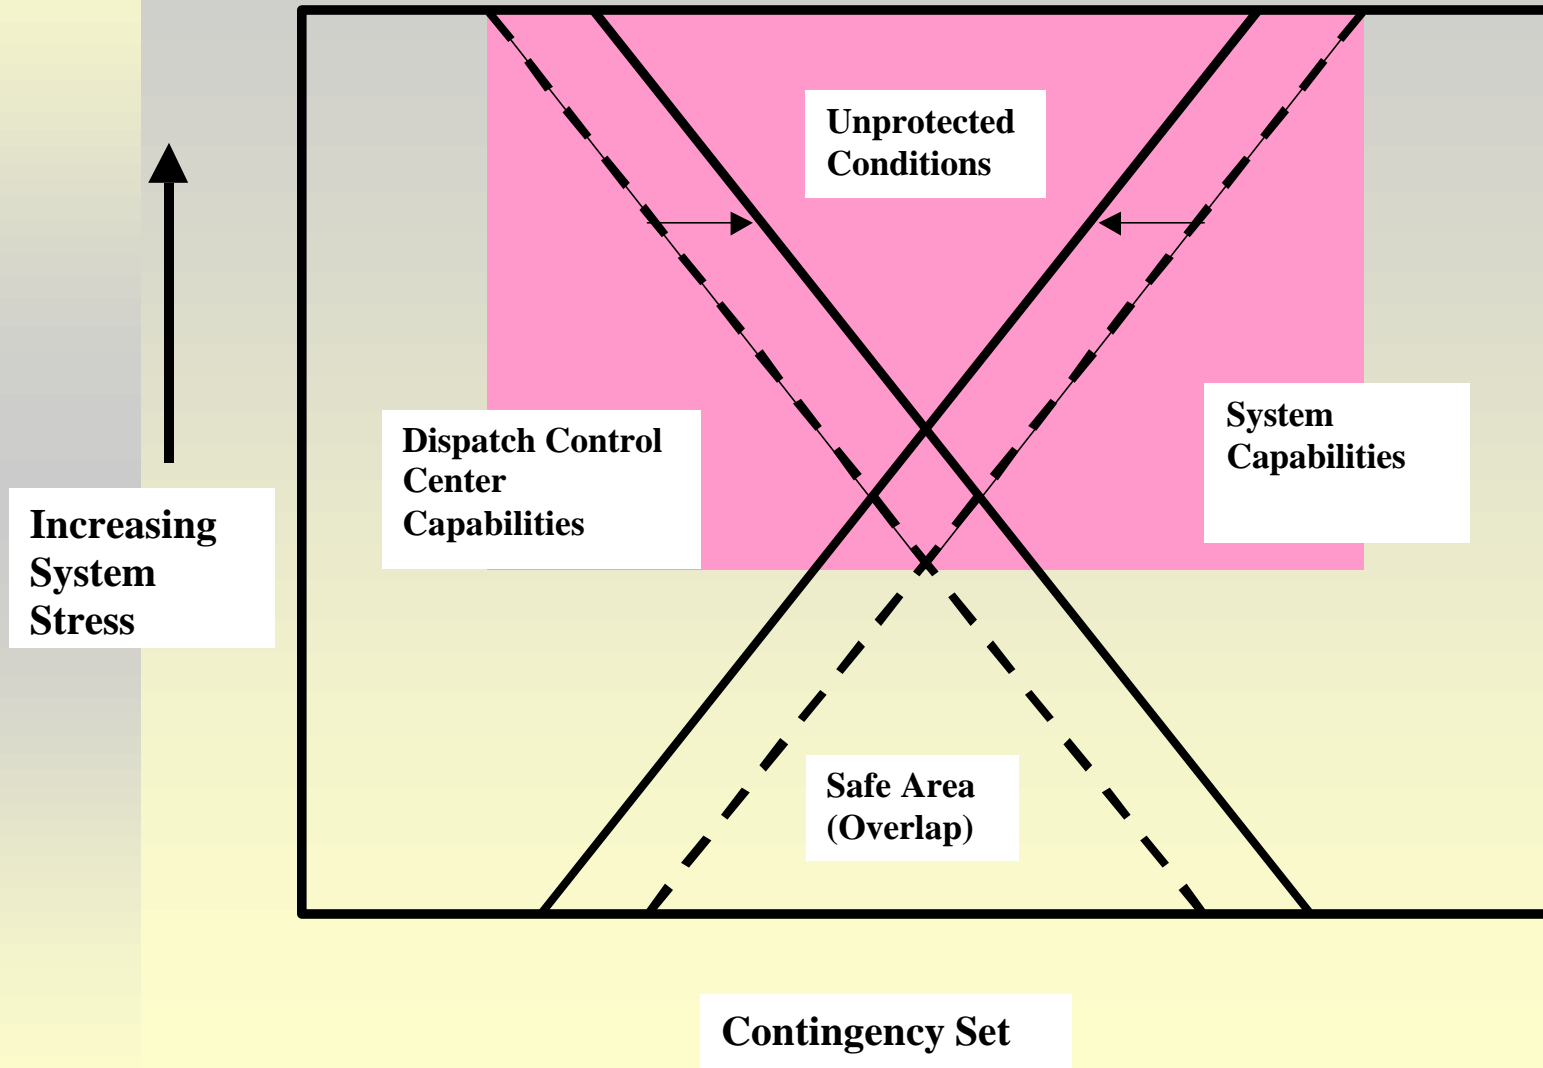 Unprotected
Conditions
Dispatch Control
Center
Capabilities
System
Capabilities
Increasing
System
Stress
Safe Area
(Overlap)
Contingency Set